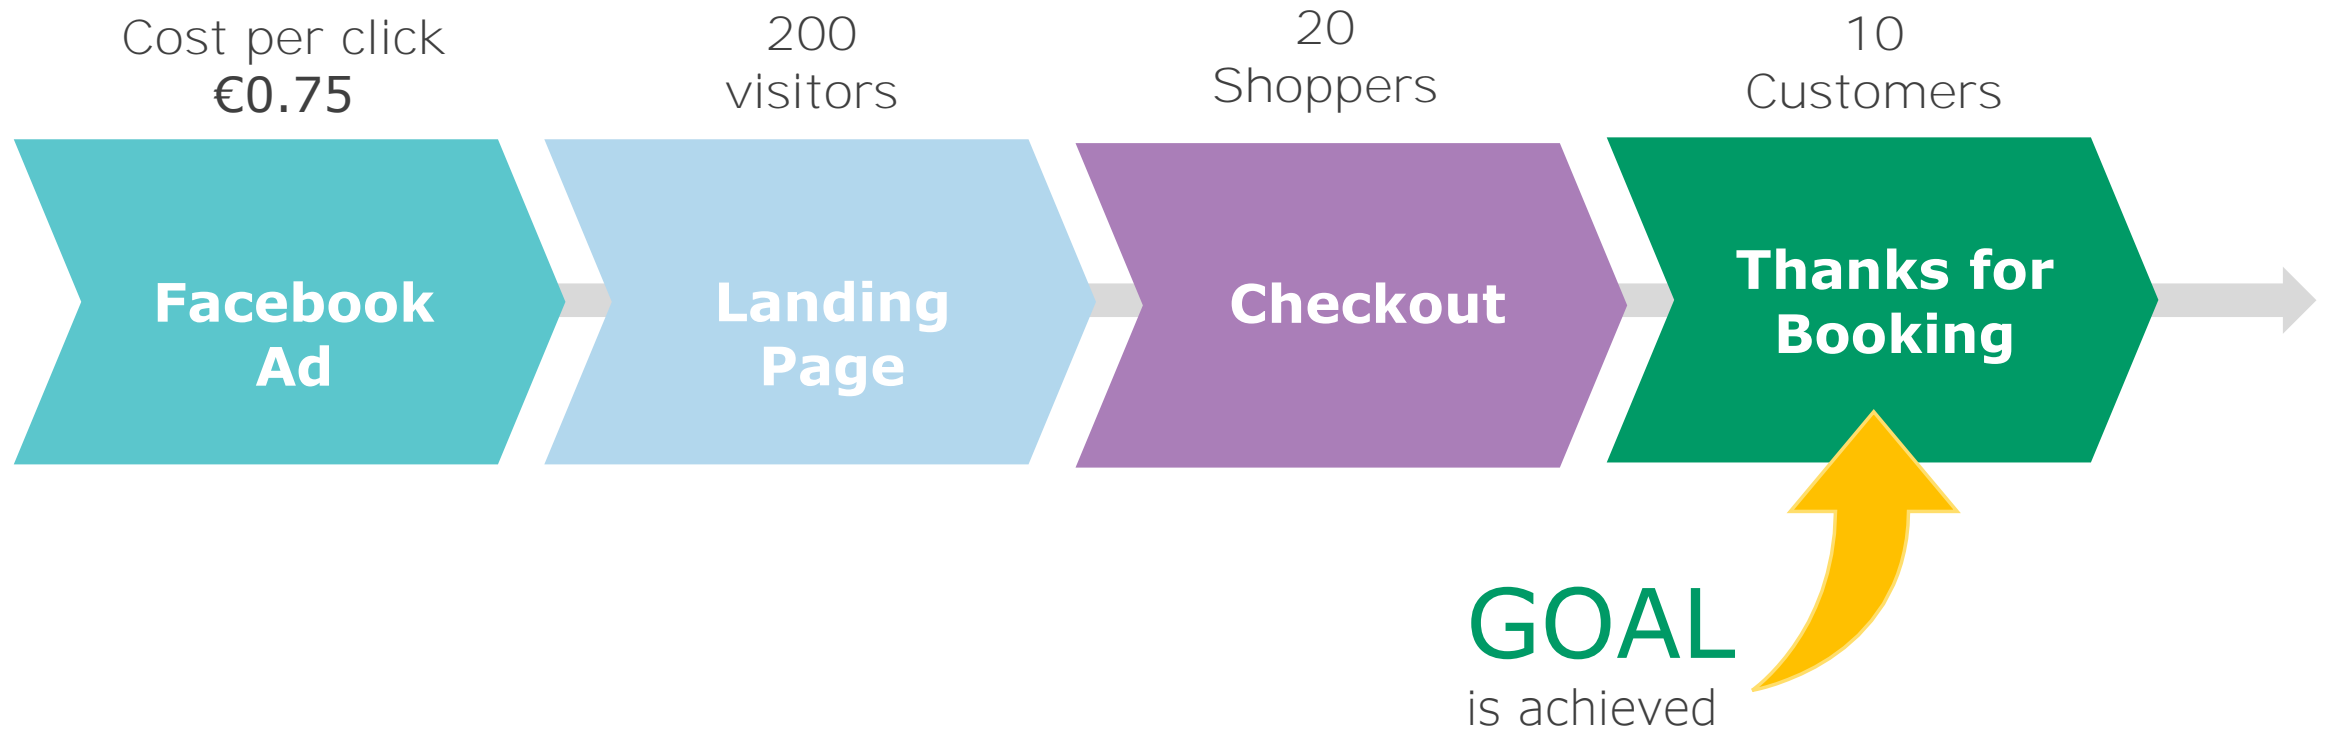 Cost per click
€0.75
200
visitors
20
Shoppers
10
Customers
Facebook
Ad
Landing
Page
Checkout
Thanks for
Booking
GOAL
is achieved